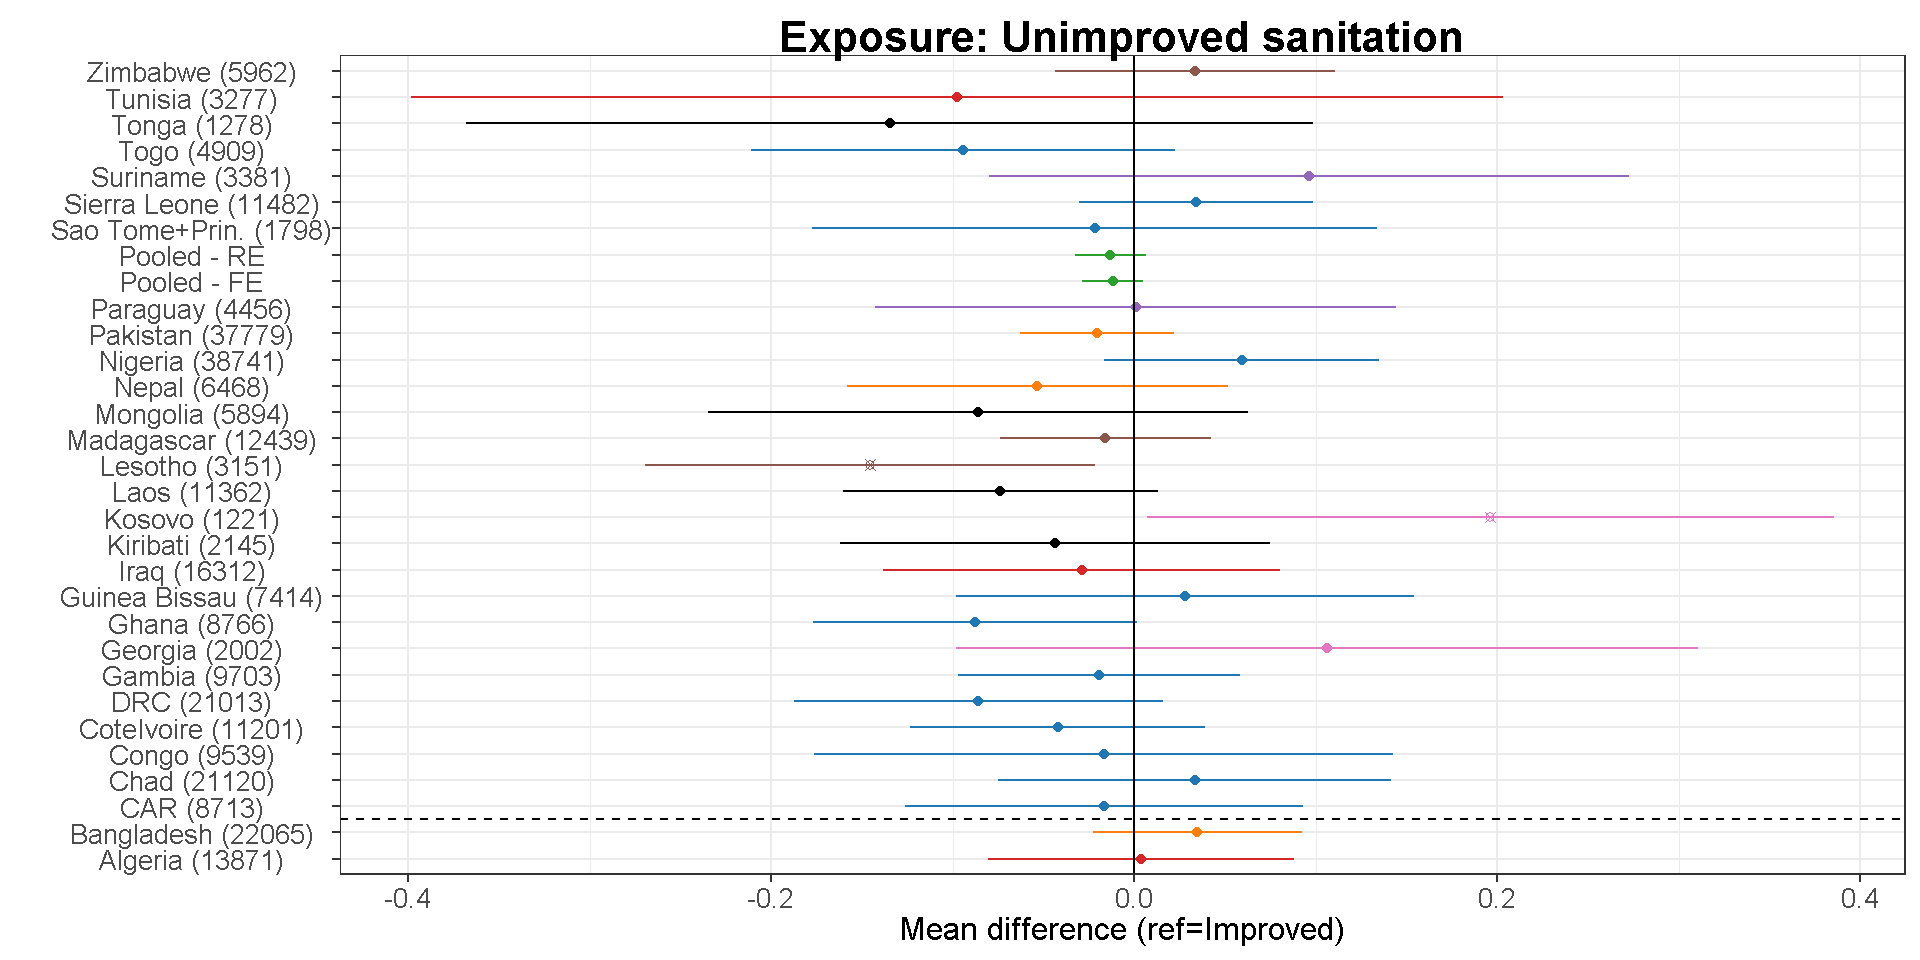 Exposure: Unimproved sanitation
Zimbabwe (5962)
Tunisia (3277)
Tonga (1278)
Togo (4909)
Suriname (3381)
Sierra Leone (11482)
Sao Tome+Prin. (1798)
Pooled - RE
Pooled - FE
Paraguay (4456)
Pakistan (37779)
Nigeria (38741)
Nepal (6468)
Mongolia (5894)
Madagascar (12439)
Lesotho (3151)
Laos (11362)
Kosovo (1221)
Kiribati (2145)
Iraq (16312)
Guinea Bissau (7414)
Ghana (8766)
Georgia (2002)
Gambia (9703)
DRC (21013)
CoteIvoire (11201)
Congo (9539)
Chad (21120)
CAR (8713)
Bangladesh (22065)
Algeria (13871)
-0.4 -0.2 0.0 0.2 0.4
Mean difference (ref=Improved)